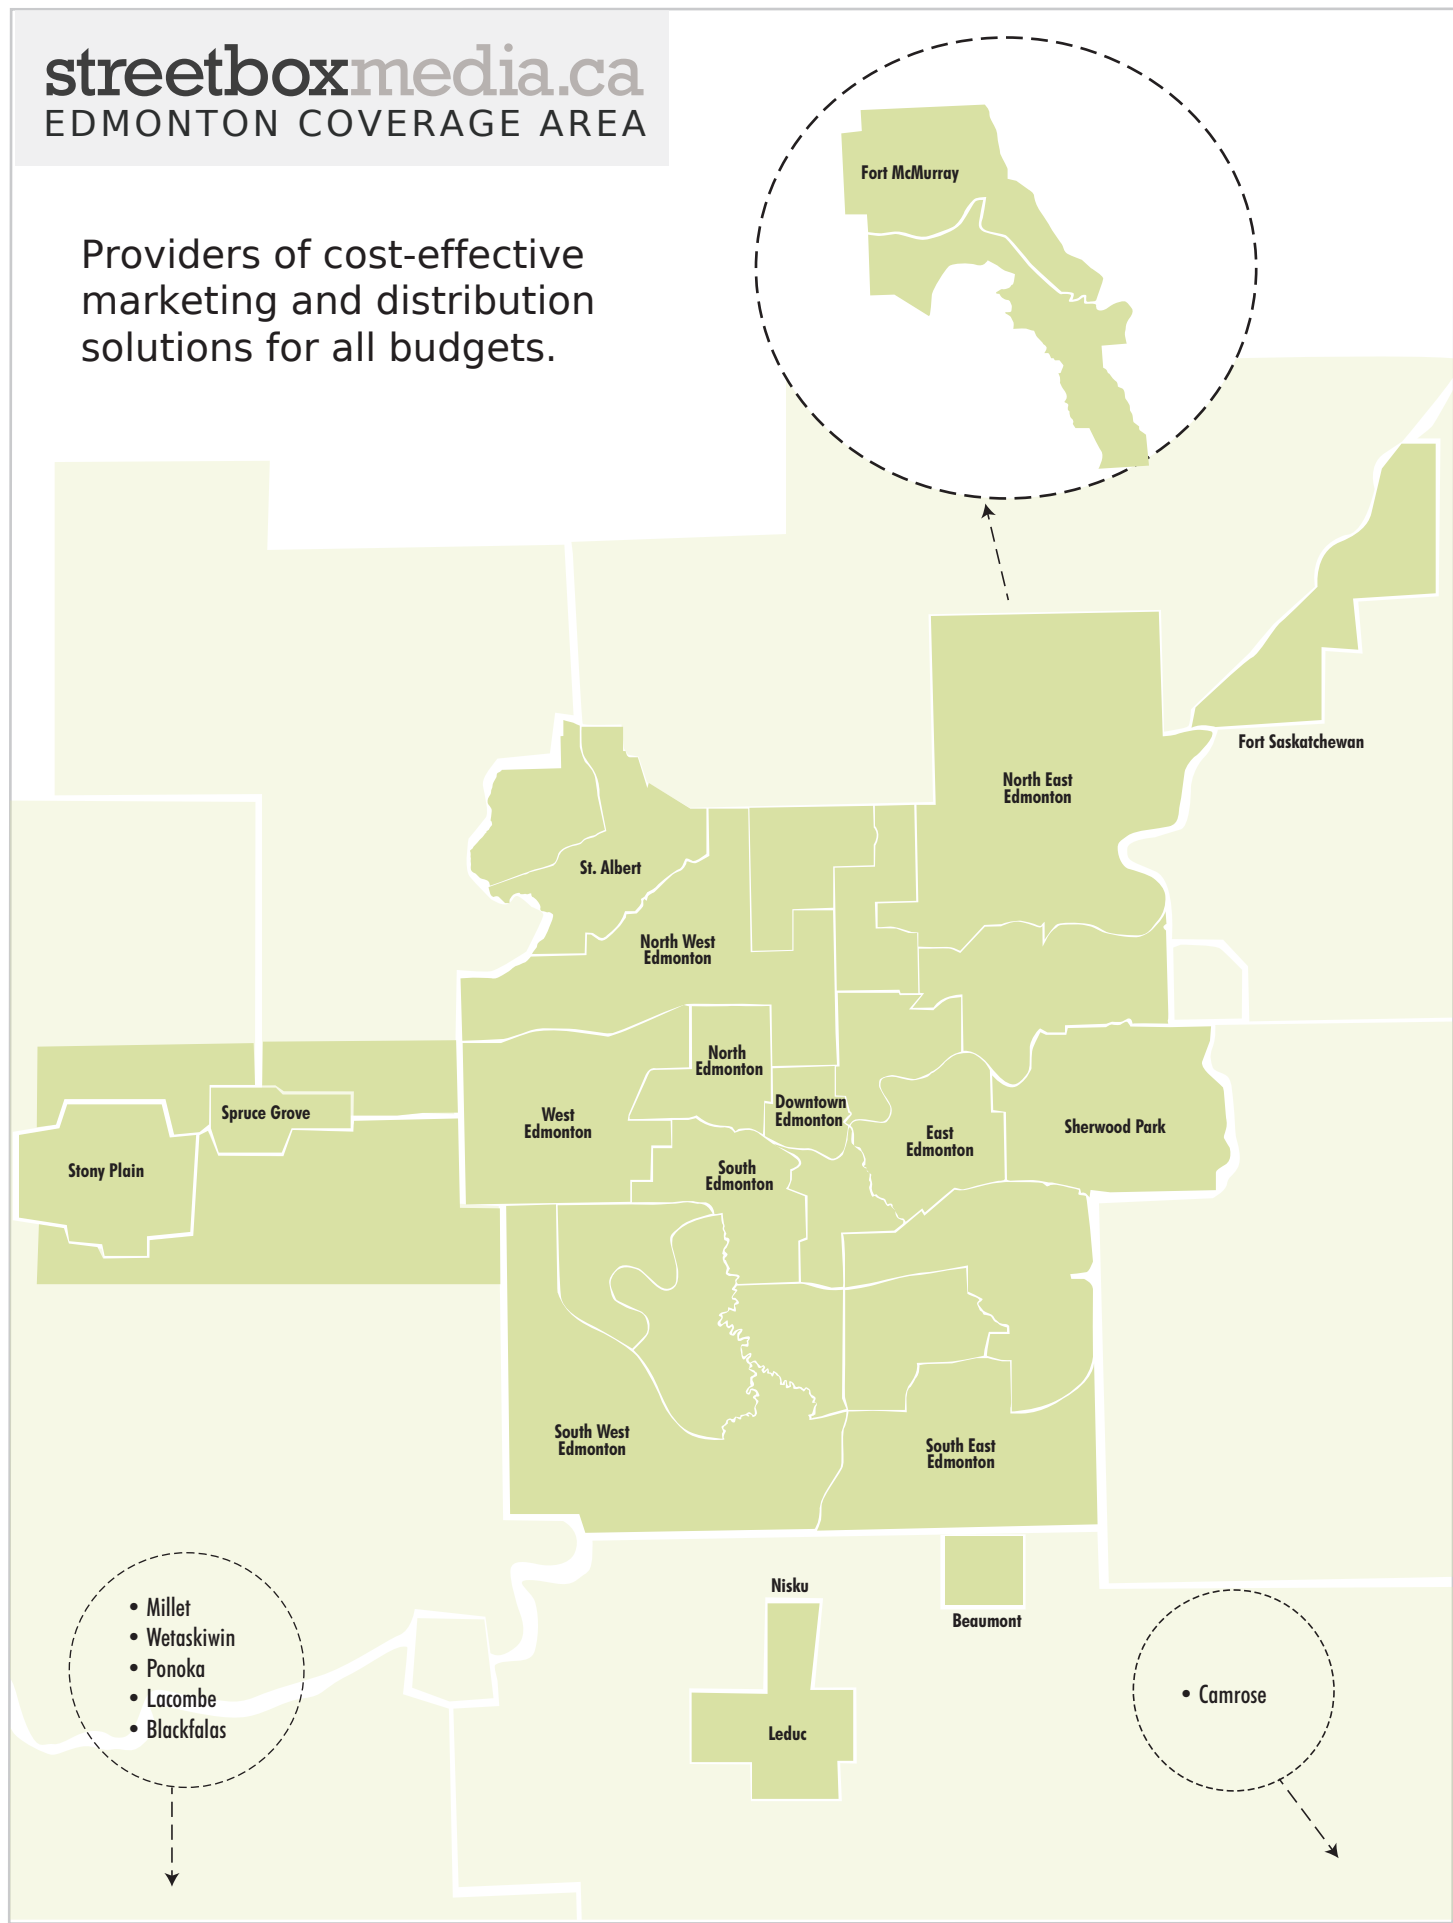 streetboxmedia.ca
EDMONTON COVERAGE AREA
Providers of cost-effective
marketing and distribution
solutions for all budgets.
Fort McMurray
Fort Saskatchewan
North East
Edmonton
St. Albert
North West
Edmonton
North
Edmonton
Downtown
Edmonton
Spruce Grove
West
Edmonton
East
Edmonton
Sherwood Park
Stony Plain
South
Edmonton
South West
Edmonton
South East
Edmonton
Nisku
Beaumont
Leduc
• Millet
• Wetaskiwin
• Ponoka
• Lacombe
• Blackfalas
• Camrose